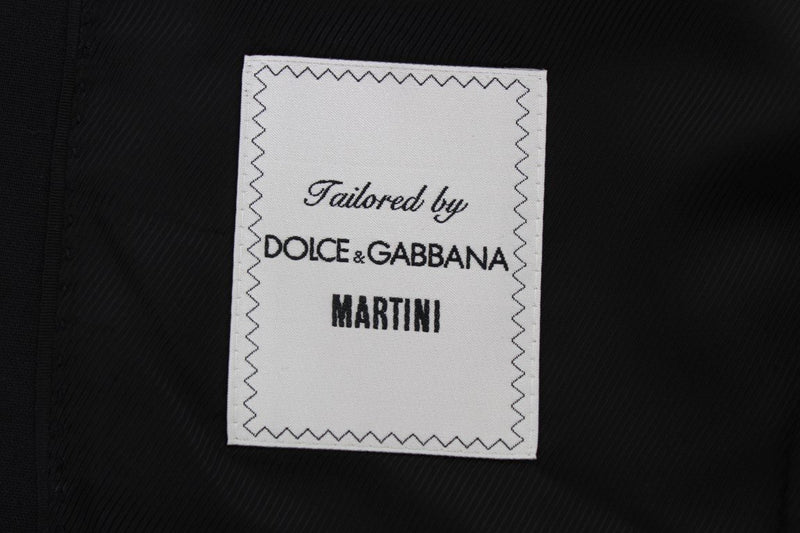 Tailored by
DOLCE & GABBANA
MARTINI